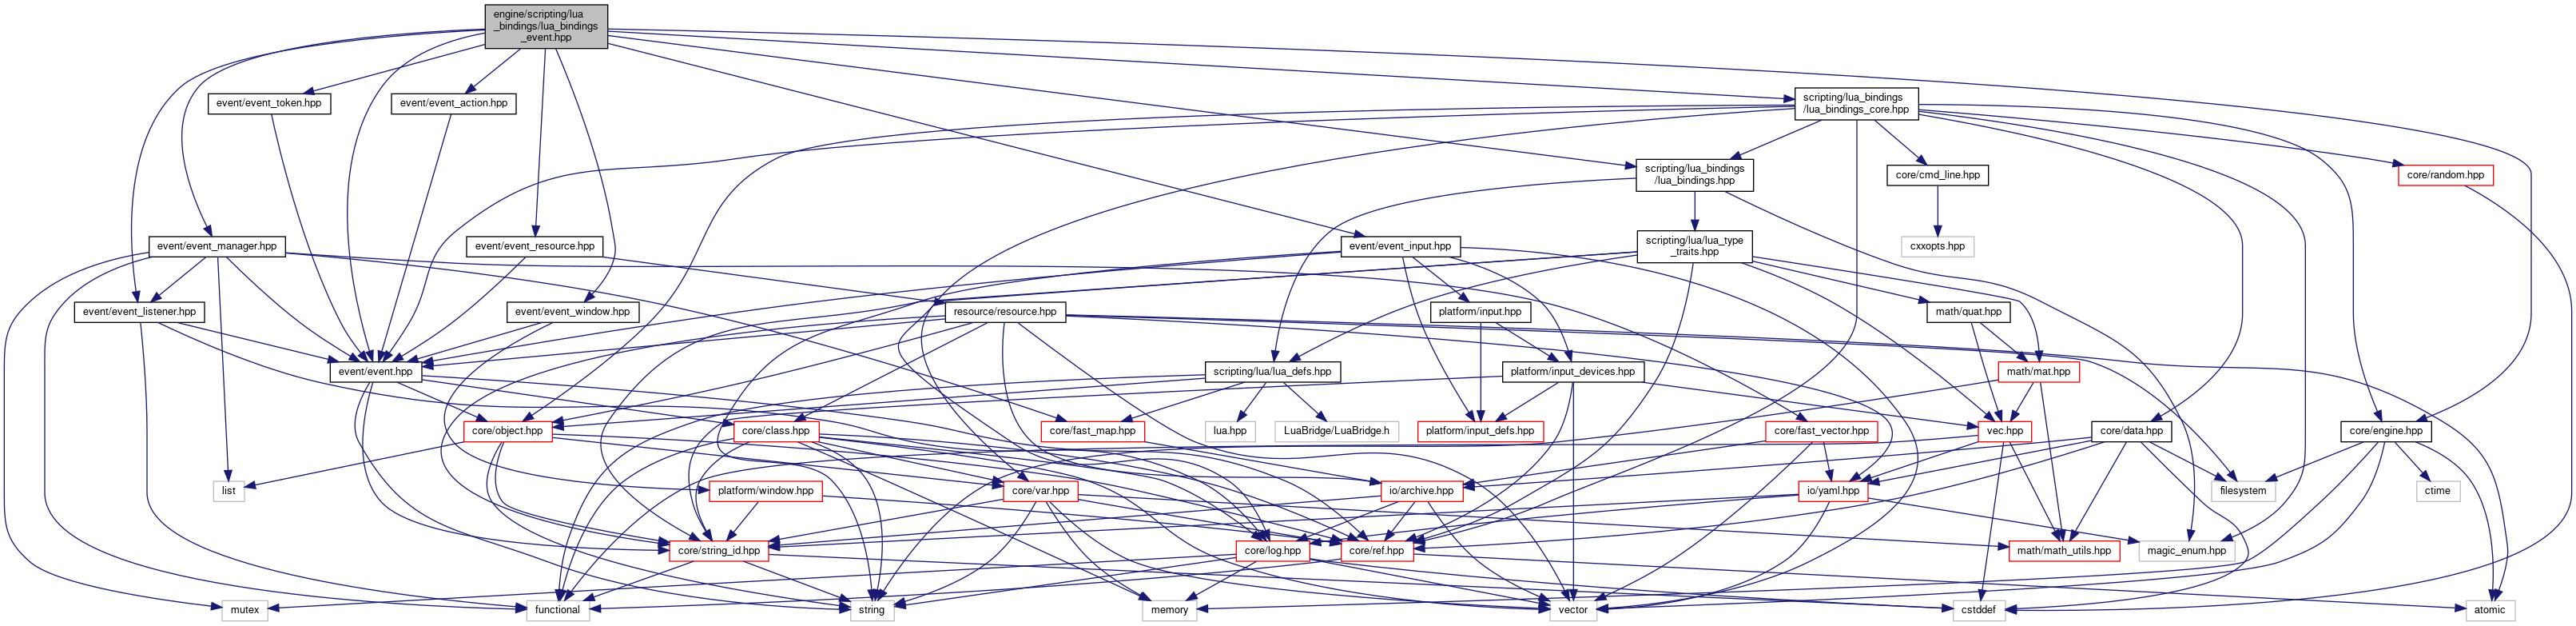 engine/scripting/lua
_bindings/lua_bindings
_event.hpp
event/event_token.hpp
event/event_action.hpp
scripting/lua_bindings
/lua_bindings_core.hpp
scripting/lua_bindings
/lua_bindings.hpp
core/cmd_line.hpp
core/random.hpp
event/event_manager.hpp
event/event_resource.hpp
event/event_input.hpp
scripting/lua/lua_type
_traits.hpp
cxxopts.hpp
event/event_listener.hpp
event/event_window.hpp
resource/resource.hpp
platform/input.hpp
math/quat.hpp
event/event.hpp
scripting/lua/lua_defs.hpp
platform/input_devices.hpp
math/mat.hpp
core/object.hpp
core/class.hpp
core/fast_map.hpp
lua.hpp
LuaBridge/LuaBridge.h
platform/input_defs.hpp
core/fast_vector.hpp
vec.hpp
core/data.hpp
core/engine.hpp
list
platform/window.hpp
core/var.hpp
io/archive.hpp
io/yaml.hpp
filesystem
ctime
core/string_id.hpp
core/log.hpp
core/ref.hpp
math/math_utils.hpp
magic_enum.hpp
mutex
functional
string
memory
vector
cstddef
atomic